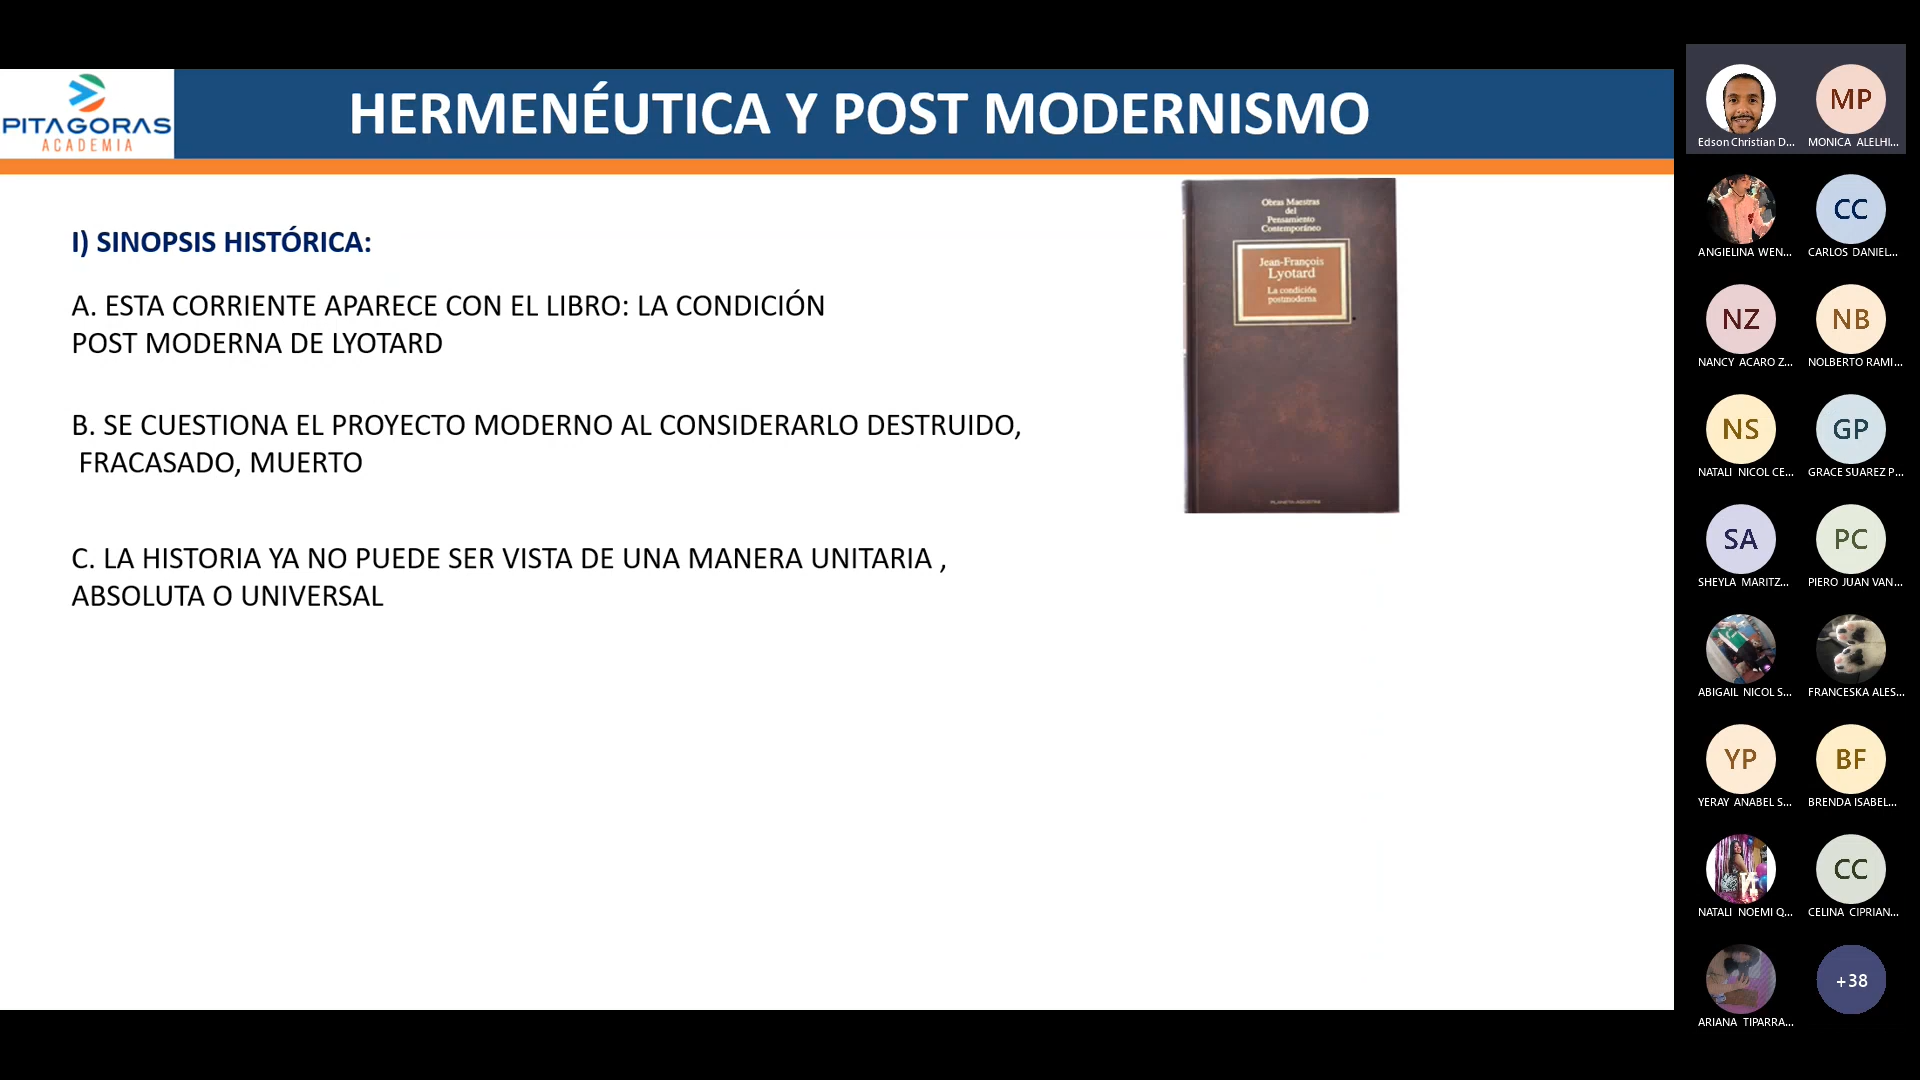 PITAGORAS
ACADEMIA
HERMENÉUTICA Y POST MODERNISMO
I) SINOPSIS HISTÓRICA:
A. ESTA CORRIENTE APARECE CON EL LIBRO: LA CONDICIÓN
POST MODERNA DE LYOTARD
B. SE CUESTIONA EL PROYECTO MODERNO AL CONSIDERARLO DESTRUIDO,
FRACASADO, MUERTO
C. LA HISTORIA YA NO PUEDE SER VISTA DE UNA MANERA UNITARIA ,
ABSOLUTA O UNIVERSAL
Obras Maestras
del
Pensamiento
Contemporáneo
Jean-François
Lyotard
La condición
postmoderna
PLANETA-AGOSTINI
MP
Edson Christian D...
MONICA ALELHI...
CC
ANGIELINA WEN...
CARLOS DANIEL...
NZ
NB
NANCY ACARO Z...
NOLBERTO RAMI...
NS
GP
NATALI NICOL CE...
GRACE SUAREZ P...
SA
PC
SHEYLA MARITZ...
PIERO JUAN VAN...
ABIGAIL NICOL S...
FRANCESKA ALES...
YP
BF
YERAY ANABEL S...
BRENDA ISABEL...
CC
NATALI NOEMI Q...
CELINA CIPRIAN...
+38
ARIANA TIPARRA...